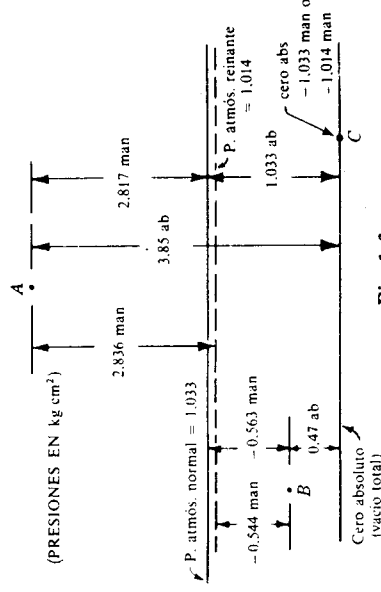 (PRESIONES EN kg cm²)
A
2.836 man
3.85 ab
2.817 man
P. atmós. normal = 1.033
P. atmós. reinante
= 1.014
-0.544 man
-0.563 man
B
0.47 ab
1.033 ab
cero abs
-1.033 man o
-1.014 man
C
Cero absoluto
(vacio total)